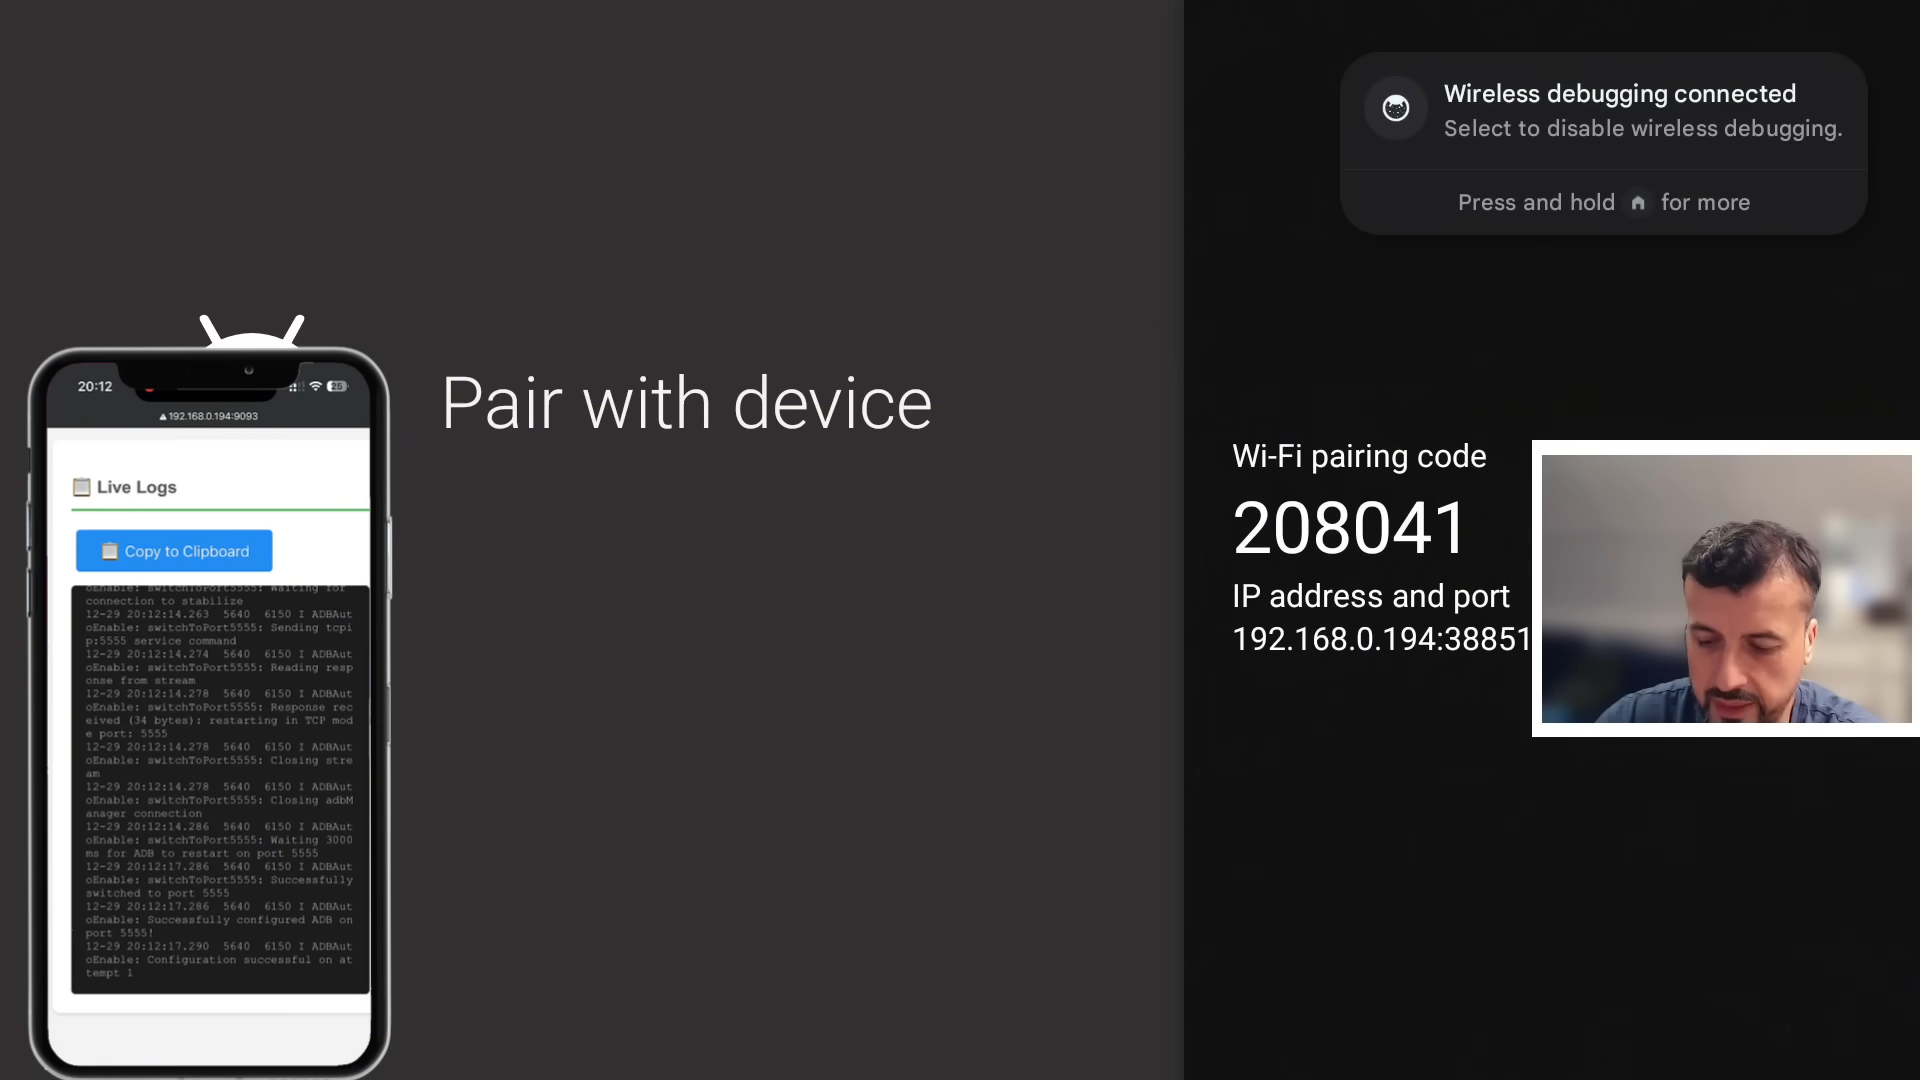 Wireless debugging connected
Select to disable wireless debugging.
Press and hold for more
20:12
25
192.168.0.194:9093
Live Logs
Copy to Clipboard
oEnable: switchToPort5555: Waiting for
connection to stabilize
12-29 20:12:14.263 5640 6150 I ADBAut
oEnable: switchToPort5555: Sending tcpi
p:5555 service command
12-29 20:12:14.274 5640 6150 I ADBAut
oEnable: switchToPort5555: Reading resp
onse from stream
12-29 20:12:14.278 5640 6150 I ADBAut
oEnable: switchToPort5555: Response rec
eived (34 bytes): restarting in TCP mod
e port: 5555
12-29 20:12:14.278 5640 6150 I ADBAut
oEnable: switchToPort5555: Closing stre
am
12-29 20:12:14.278 5640 6150 I ADBAut
oEnable: switchToPort5555: Closing adbM
anager connection
12-29 20:12:14.286 5640 6150 I ADBAut
oEnable: switchToPort5555: Waiting 3000
ms for ADB to restart on port 5555
12-29 20:12:17.286 5640 6150 I ADBAut
oEnable: switchToPort5555: Successfully
switched to port 5555
12-29 20:12:17.286 5640 6150 I ADBAut
oEnable: Successfully configured ADB on
port 5555!
12-29 20:12:17.290 5640 6150 I ADBAut
oEnable: Configuration successful on at
tempt 1
Pair with device
Wi-Fi pairing code
208041
IP address and port
192.168.0.194:38851